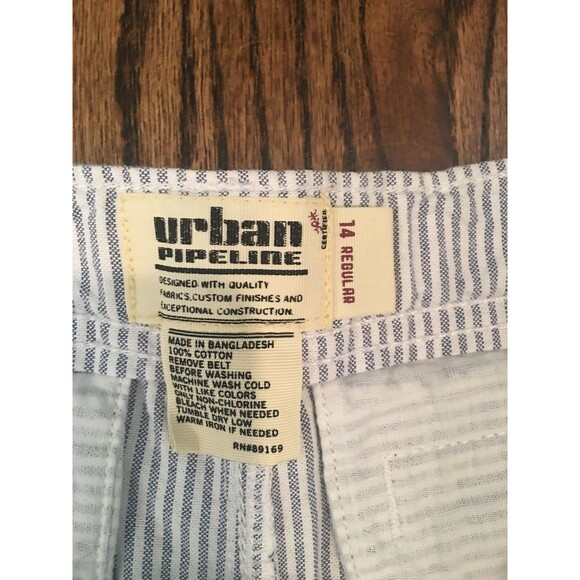 urban
PIPELINE
CERTIFIED
14 REGULAR
DESIGNED WITH QUALITY
FABRICS,CUSTOM FINISHES AND
EXCEPTIONAL CONSTRUCTION.
MADE IN BANGLADESH
100% COTTON
REMOVE BELT
BEFORE WASHING
MACHINE WASH COLD
WITH LIKE COLORS
ONLY NON-CHLORINE
BLEACH WHEN NEEDED
TUMBLE DRY LOW
WARM IRON IF NEEDED
RN#89169